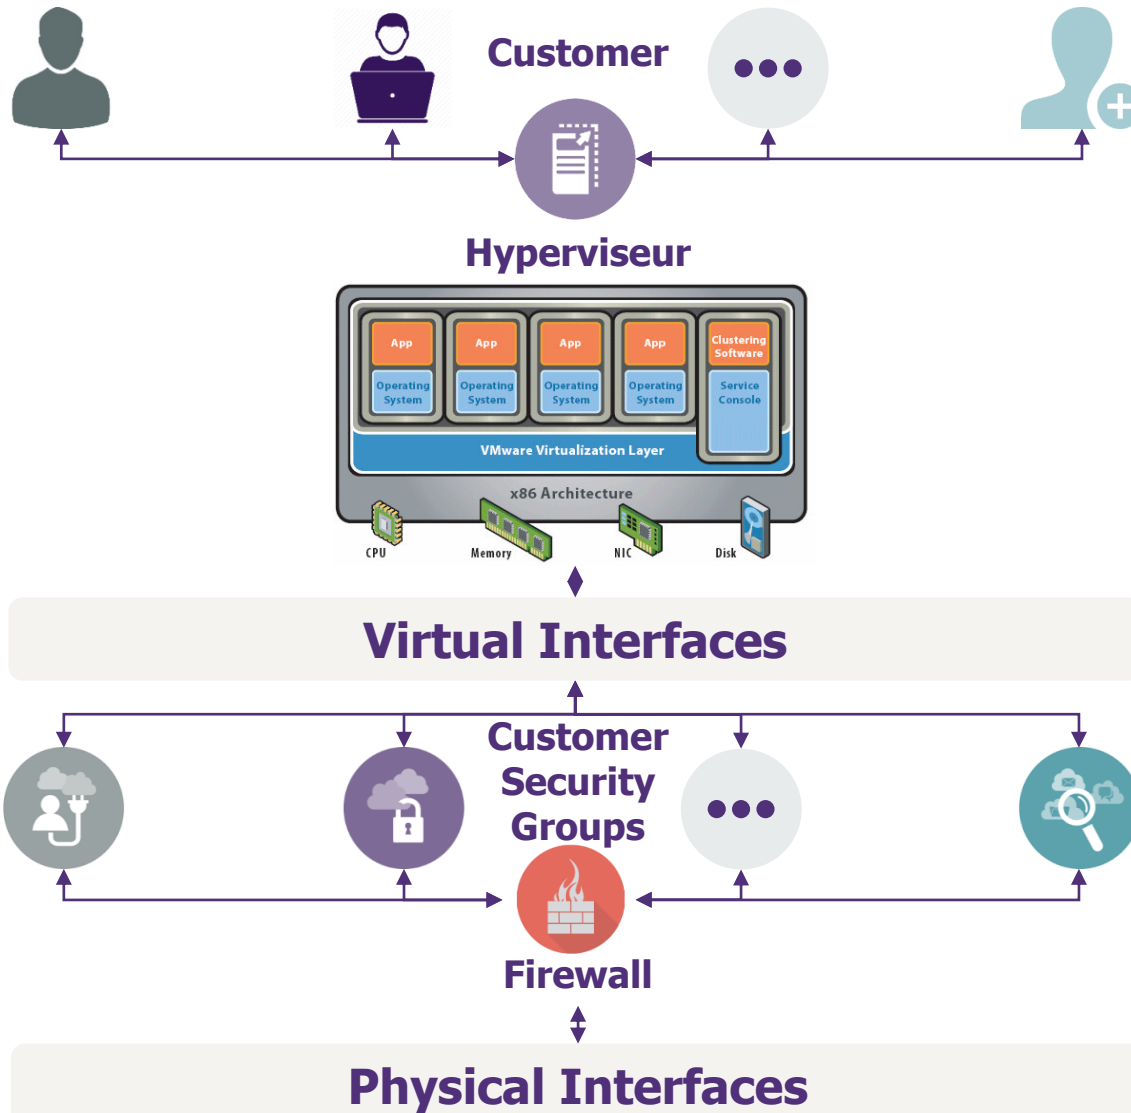 Customer
Hyperviseur
App App App App Clustering
Software
Operating
System Operating
System Operating
System Operating
System Service
Console
VMware Virtualization Layer
x86 Architecture
CPU Memory NIC Disk
Virtual Interfaces
Customer
Security
Groups
Firewall
Physical Interfaces